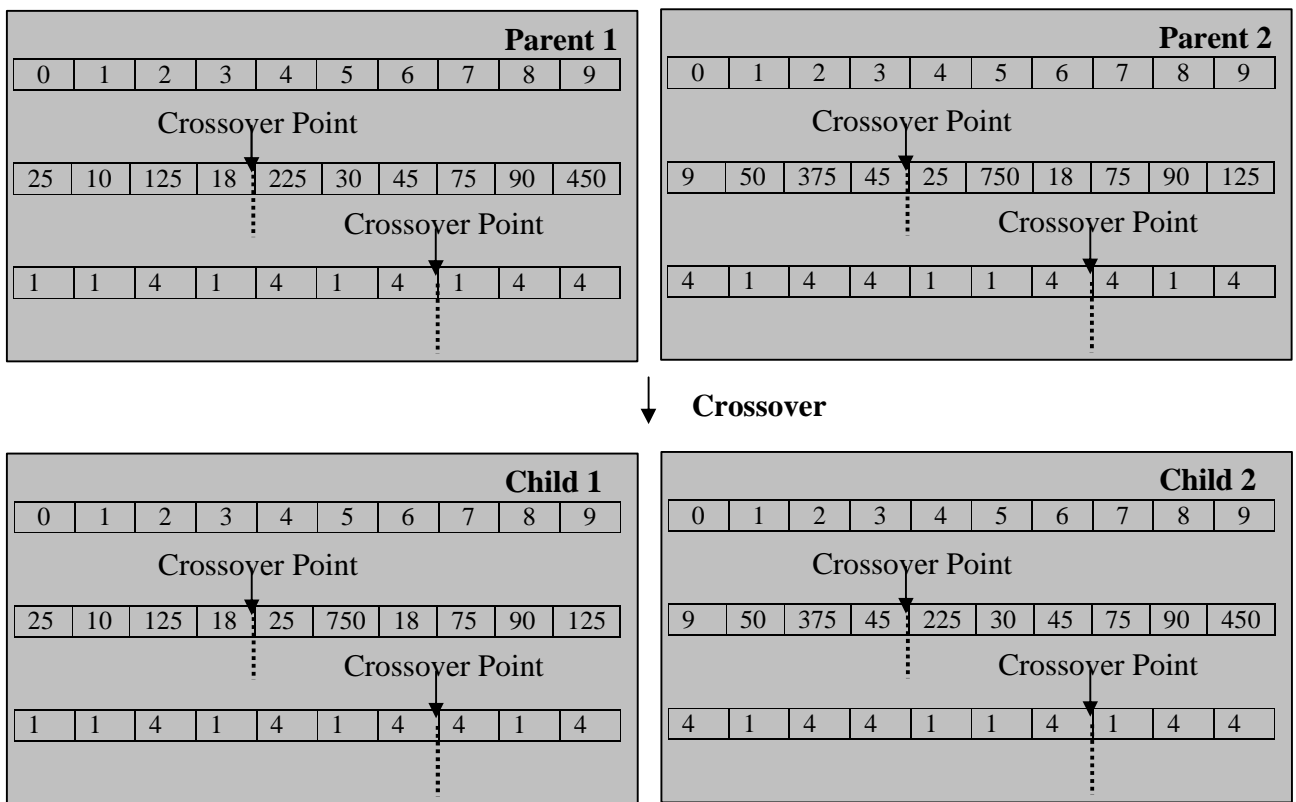 Parent 1
0 1 2 3 4 5 6 7 8 9
Crossover Point
25 10 125 18 225 30 45 75 90 450
Crossover Point
1 1 4 1 4 1 4 1 4 4
Parent 2
0 1 2 3 4 5 6 7 8 9
Crossover Point
9 50 375 45 25 750 18 75 90 125
Crossover Point
4 1 4 4 1 1 4 4 1 4
Crossover
Child 1
0 1 2 3 4 5 6 7 8 9
Crossover Point
25 10 125 18 25 750 18 75 90 125
Crossover Point
1 1 4 1 4 1 4 4 1 4
Child 2
0 1 2 3 4 5 6 7 8 9
Crossover Point
9 50 375 45 225 30 45 75 90 450
Crossover Point
4 1 4 4 1 1 4 1 4 4